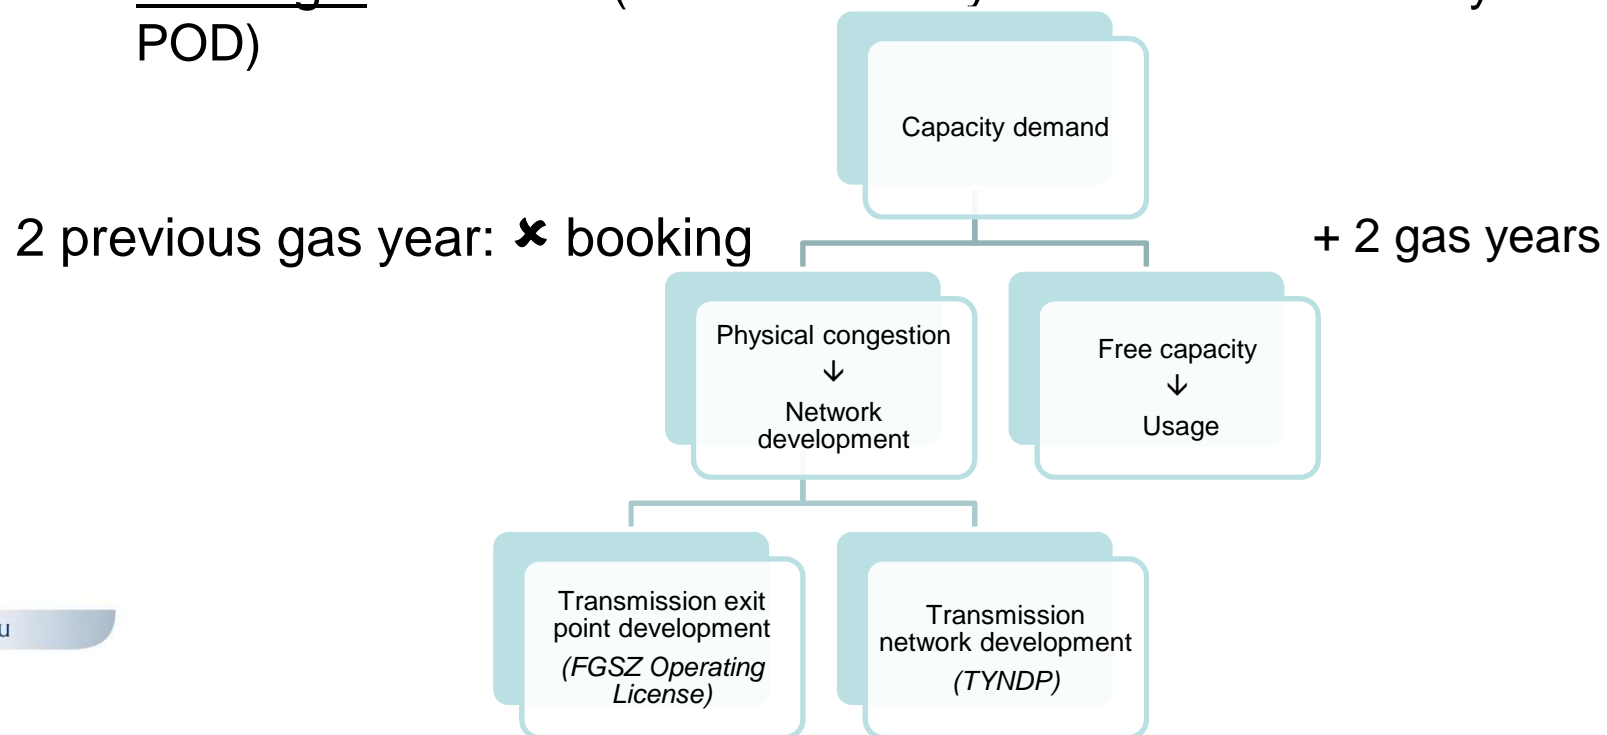 POD)
Capacity demand
2 previous gas year: ✘ booking
+ 2 gas years
Physical congestion
↓
Network
development
Free capacity
↓
Usage
Transmission exit
point development
(FGSZ Operating
License)
Transmission
network development
(TYNDP)
u